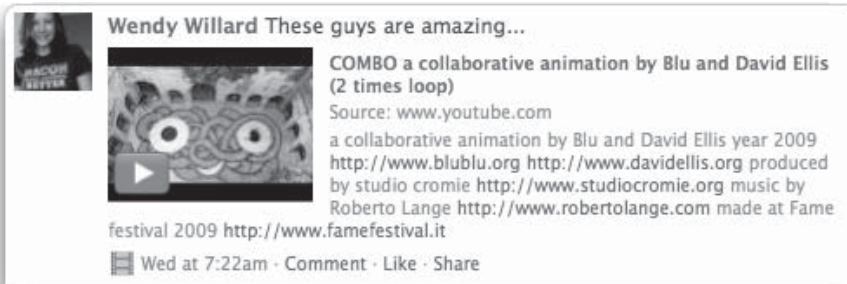 Wendy Willard These guys are amazing...
COMBO a collaborative animation by Blu and David Ellis
(2 times loop)
Source: www.youtube.com
a collaborative animation by Blu and David Ellis year 2009
http://www.blublu.org http://www.davidellis.org produced
by studio cromie http://www.studiocromie.org music by
Roberto Lange http://www.robertolange.com made at Fame
festival 2009 http://www.famefestival.it
Wed at 7:22am · Comment · Like · Share
BACON
BETTER